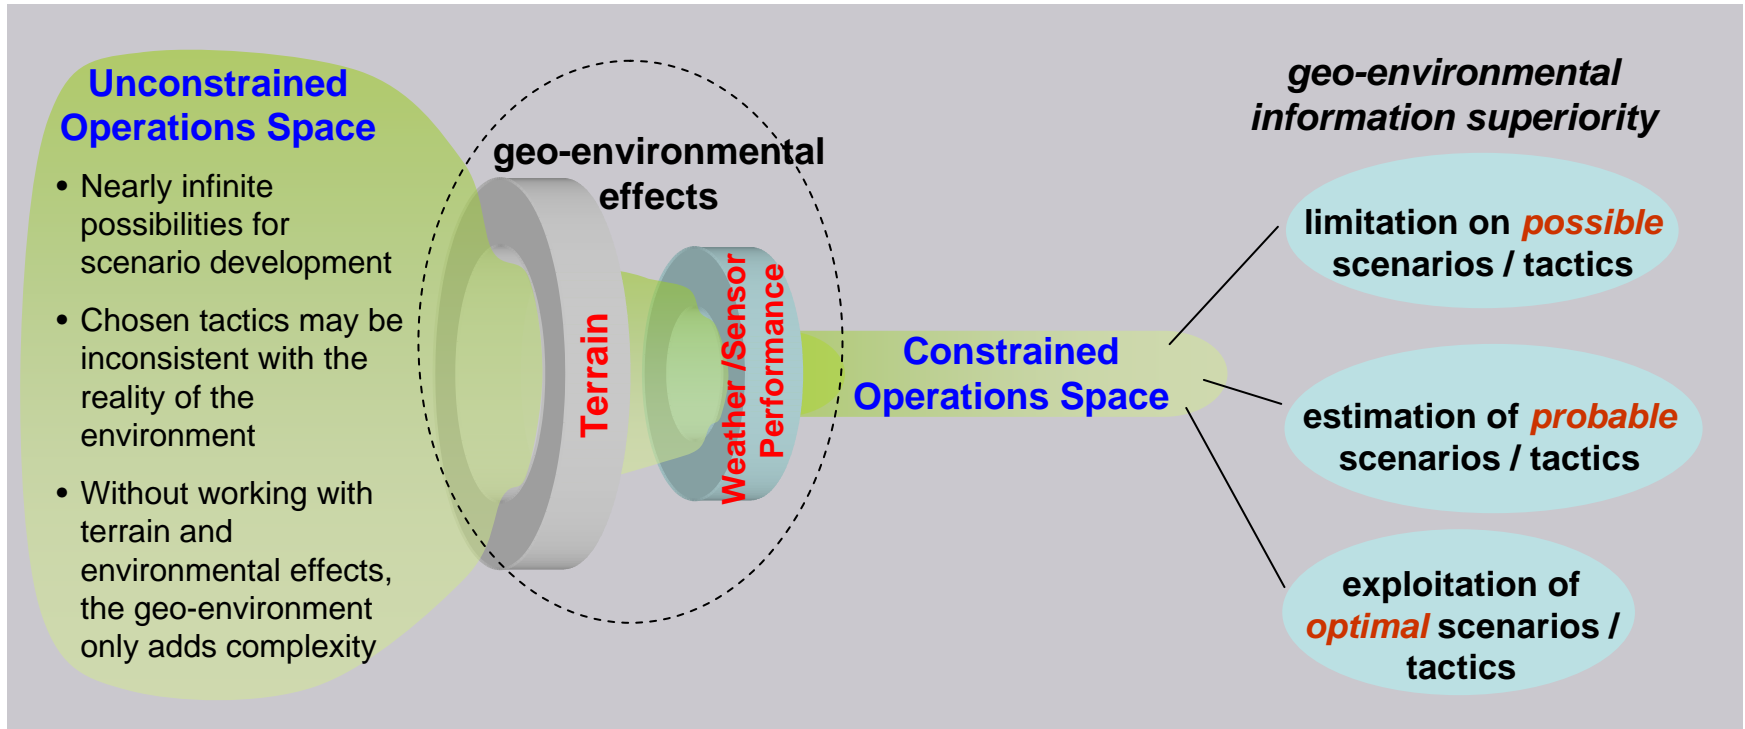 Unconstrained
Operations Space
• Nearly infinite
possibilities for
scenario development
• Chosen tactics may be
inconsistent with the
reality of the
environment
• Without working with
terrain and
environmental effects,
the geo-environment
only adds complexity
geo-environmental
effects
Terrain
Weather /Sensor
Performance
Constrained
Operations Space
geo-environmental
information superiority
limitation on possible
scenarios / tactics
estimation of probable
scenarios / tactics
exploitation of
optimal scenarios /
tactics